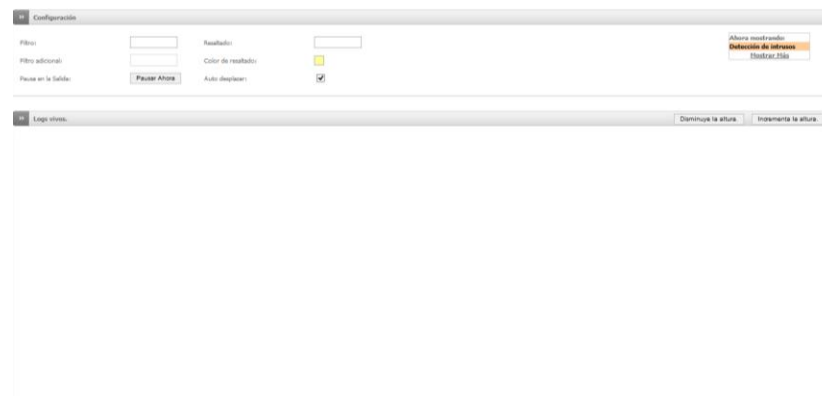 Configuración
Filtro:
Resaltado:
Ahora mostrando:
Detección de intrusos
Mostrar Más
Filtro adicional:
Color de resaltado:
Pausa en la Salida:
Pausar Ahora
Auto desplazar:
Logs vivos.
Disminuye la altura.
Incrementa la altura.